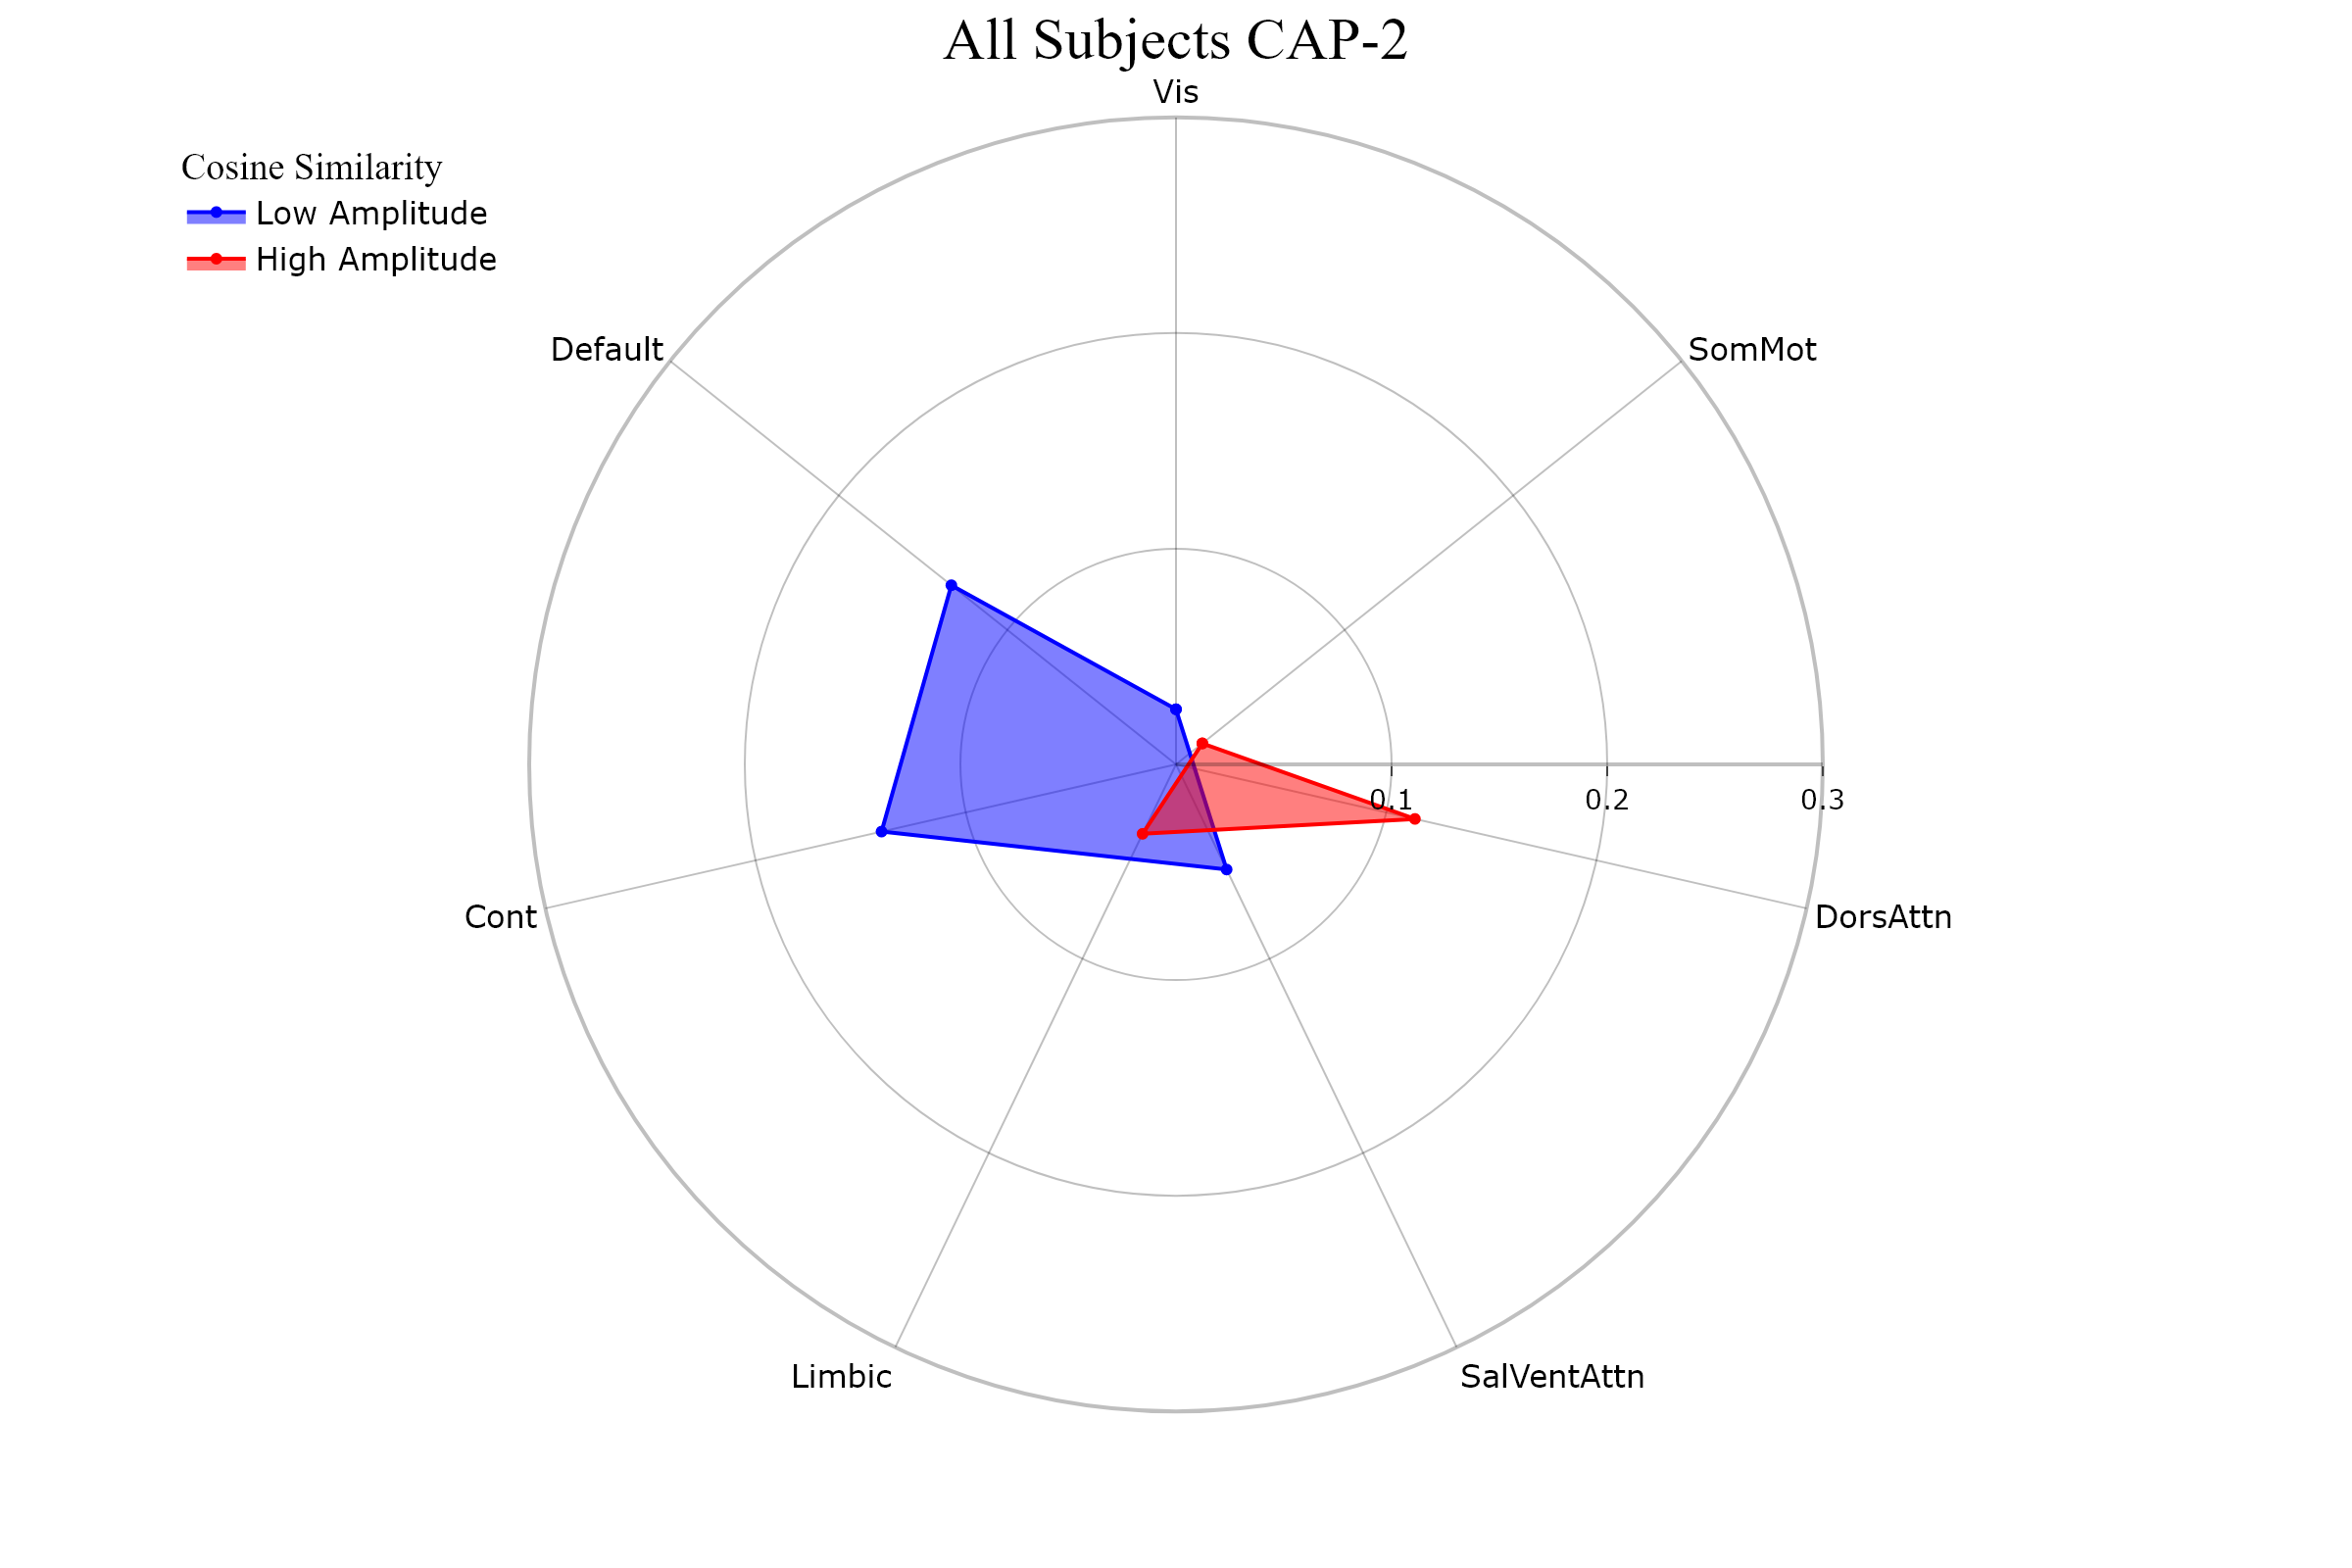 All Subjects CAP-2
Vis
Cosine Similarity
Low Amplitude
High Amplitude
Default
SomMot
0.1
0.2
0.3
Cont
DorsAttn
Limbic
SalVentAttn